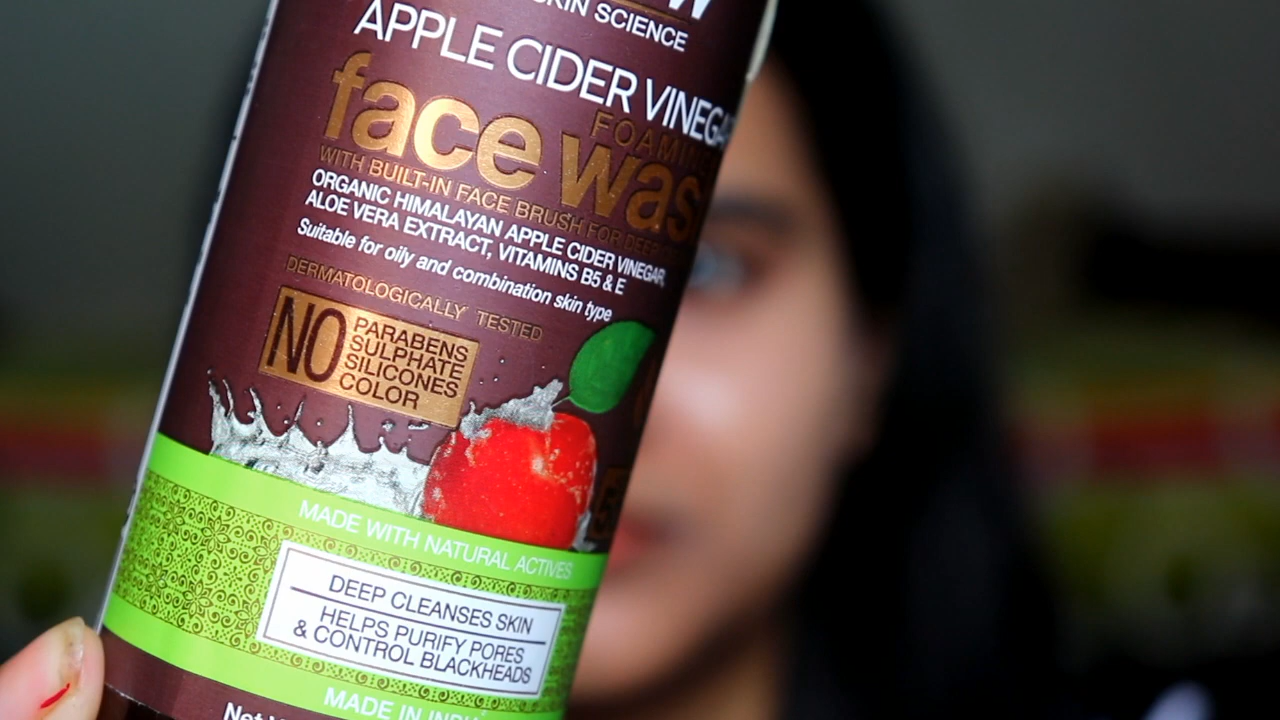 SKIN SCIENCE
APPLE CIDER VINEGAR
FOAMING
face was
WITH BUILT-IN FACE BRUSH FOR DEEP
ORGANIC HIMALAYAN APPLE CIDER VINEGAR,
ALOE VERA EXTRACT, VITAMINS B5 & E
Suitable for oily and combination skin type
DERMATOLOGICALLY TESTED
NO
PARABENS
SULPHATE
SILICONES
COLOR
MADE WITH NATURAL ACTIVES
DEEP CLEANSES SKIN
HELPS PURIFY PORES
& CONTROL BLACKHEADS
MADE IN
Net